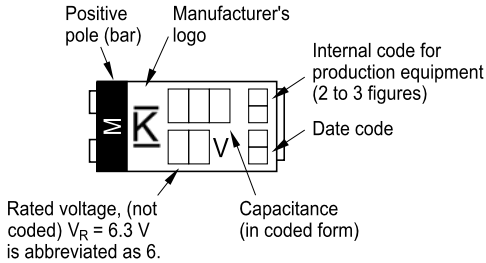 Positive
pole (bar)
Manufacturer's
logo
Internal code for
production equipment
(2 to 3 figures)
M
K
V
Date code
Rated voltage, (not
coded) VR = 6.3 V
is abbreviated as 6.
Capacitance
(in coded form)